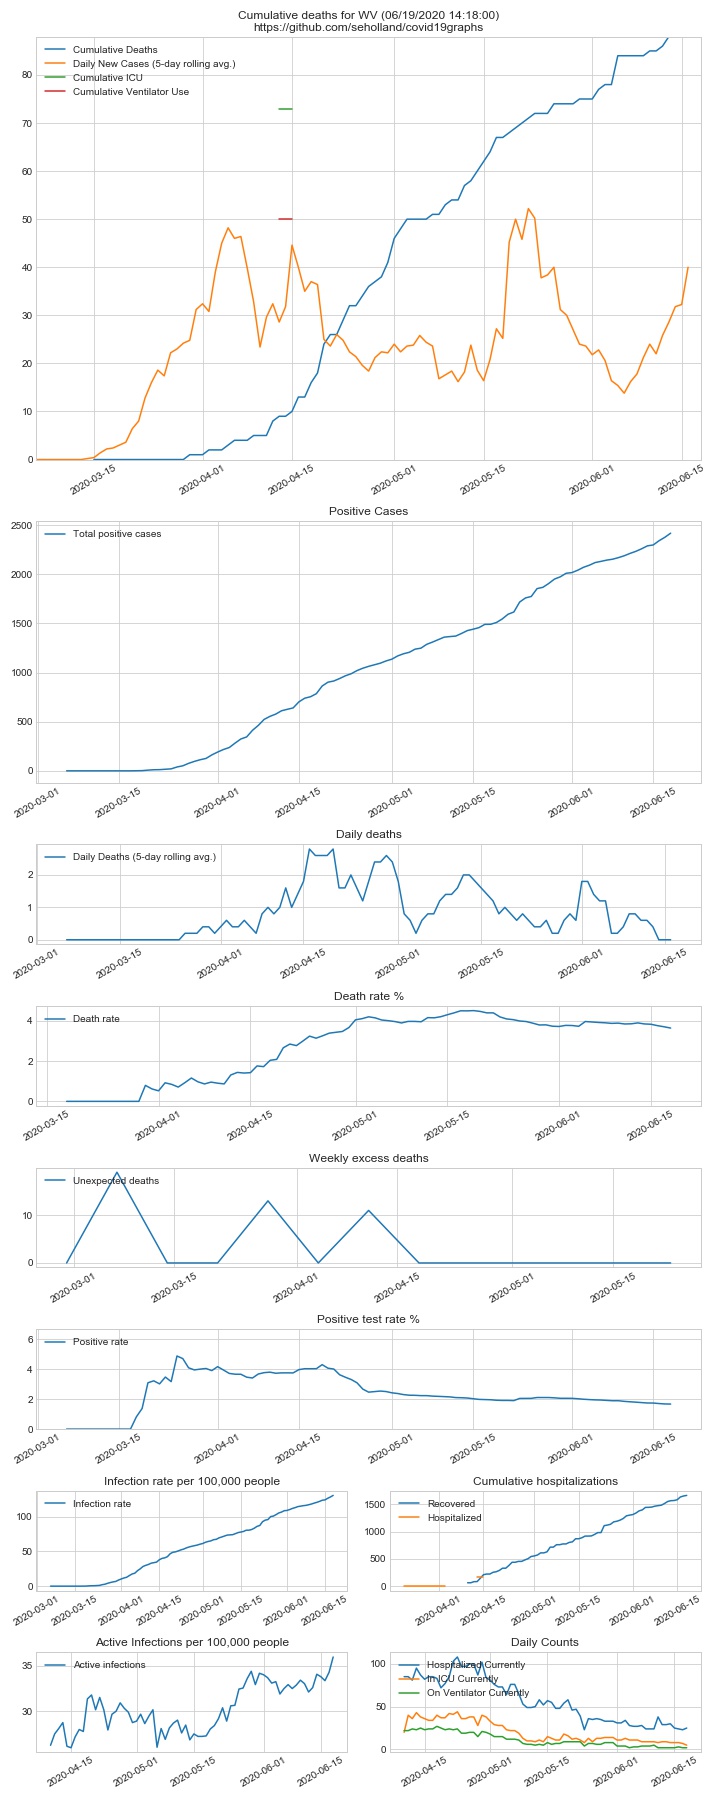 Cumulative deaths for WV (06/19/2020 14:18:00)
https://github.com/seholland/covid19graphs
Cumulative Deaths
Daily New Cases (5-day rolling avg.)
Cumulative ICU
Cumulative Ventilator Use
80
70
60
50
40
30
20
10
0
2020-03-15 2020-04-01 2020-04-15 2020-05-01 2020-05-15 2020-06-01 2020-06-15
Positive Cases
Total positive cases
2500
2000
1500
1000
500
0
2020-03-01 2020-03-15 2020-04-01 2020-04-15 2020-05-01 2020-05-15 2020-06-01 2020-06-15
Daily deaths
Daily Deaths (5-day rolling avg.)
2
1
0
2020-03-01 2020-03-15 2020-04-01 2020-04-15 2020-05-01 2020-05-15 2020-06-01 2020-06-15
Death rate %
Death rate
4
2
0
2020-03-15 2020-04-01 2020-04-15 2020-05-01 2020-05-15 2020-06-01 2020-06-15
Weekly excess deaths
Unexpected deaths
10
0
2020-03-01 2020-03-15 2020-04-01 2020-04-15 2020-05-01 2020-05-15
Positive test rate %
Positive rate
6
4
2
0
2020-03-01 2020-03-15 2020-04-01 2020-04-15 2020-05-01 2020-05-15 2020-06-01 2020-06-15
Infection rate per 100,000 people
Infection rate
100
50
0
2020-03-01 2020-03-15 2020-04-01 2020-04-15 2020-05-01 2020-05-15 2020-06-01 2020-06-15
Cumulative hospitalizations
Recovered
Hospitalized
1500
1000
500
0
2020-04-01 2020-04-15 2020-05-01 2020-05-15 2020-06-01 2020-06-15
Active Infections per 100,000 people
Active infections
35
30
2020-04-15 2020-05-01 2020-05-15 2020-06-01 2020-06-15
Daily Counts
Hospitalized Currently
In ICU Currently
On Ventilator Currently
100
50
0
2020-04-15 2020-05-01 2020-05-15 2020-06-01 2020-06-15